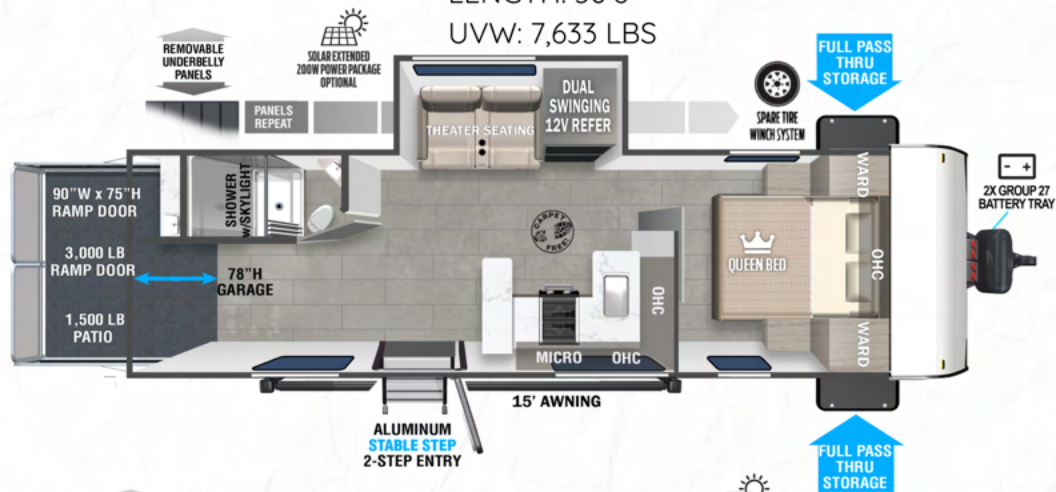 UVW: 7,633 LBS
REMOVABLE
UNDERBELLY
PANELS
SOLAR EXTENDED
200W POWER PACKAGE
OPTIONAL
PANELS
REPEAT
THEATER SEATING
DUAL
SWINGING
12V REFER
SPARE TIRE
WINCH SYSTEM
FULL PASS
THRU
STORAGE
- +
2X GROUP 27
BATTERY TRAY
90"W x 75"H
RAMP DOOR
3,000 LB
RAMP DOOR
1,500 LB
PATIO
78"H
GARAGE
SHOWER
w/SKYLIGHT
CARPET
FREE!
QUEEN BED
WARD
OHC
WARD
OHC
MICRO
OHC
15' AWNING
ALUMINUM
STABLE STEP
2-STEP ENTRY
FULL PASS
THRU
STORAGE